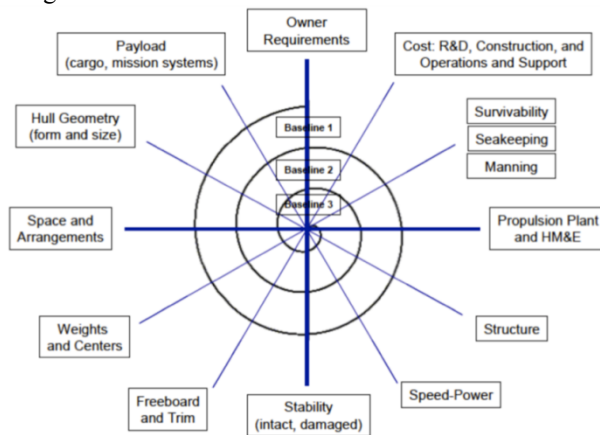 Owner
Requirements
Payload
(cargo, mission systems)
Cost: R&D, Construction, and
Operations and Support
Hull Geometry
(form and size)
Survivability
Seakeeping
Manning
Baseline 1
Baseline 2
Baseline 3
Space and
Arrangements
Propulsion Plant
and HM&E
Weights
and Centers
Structure
Freeboard
and Trim
Stability
(intact, damaged)
Speed-Power